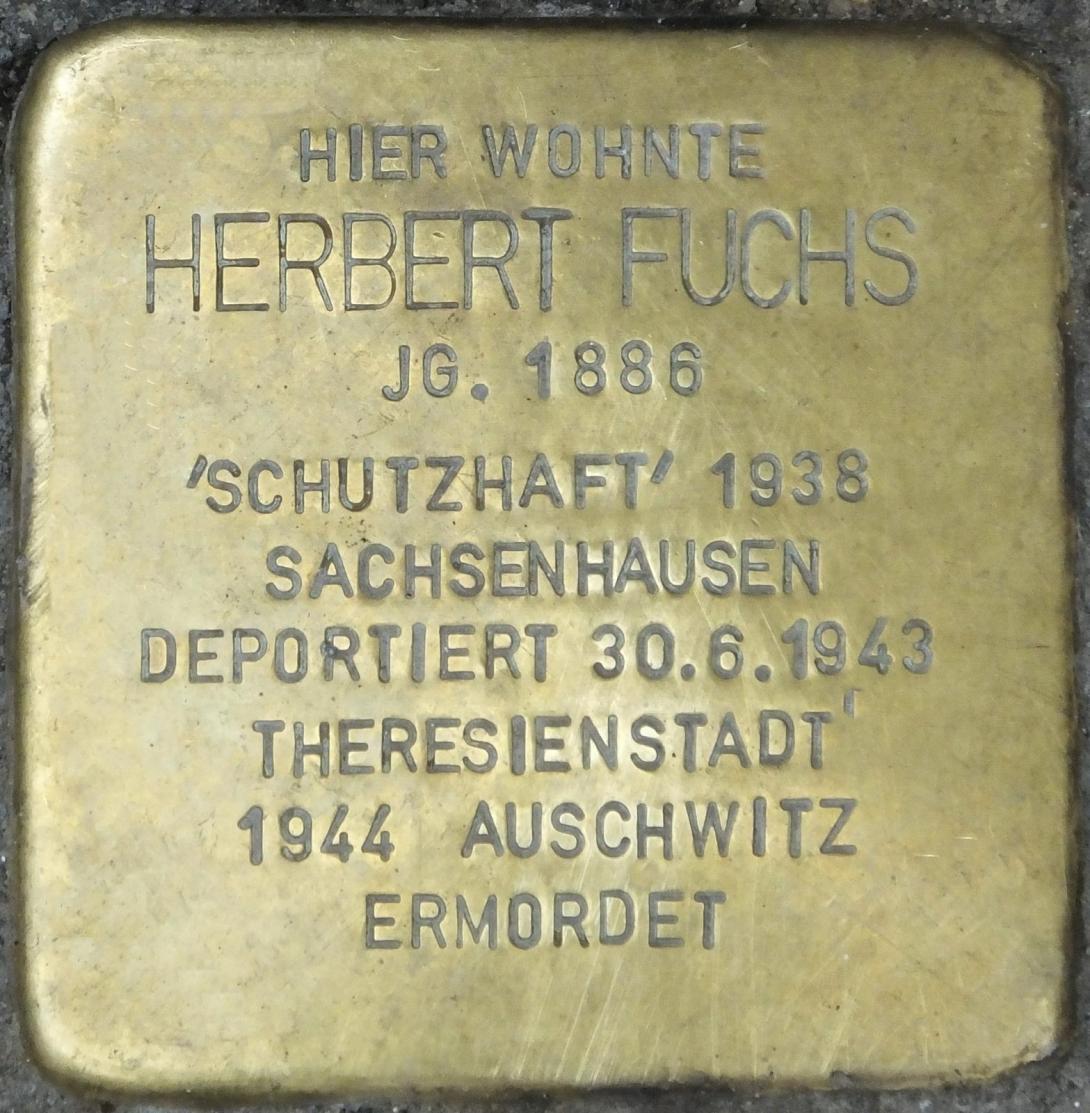 HIER WOHNTE
HERBERT FUCHS
JG. 1886
'SCHUTZHAFT' 1938
SACHSENHAUSEN
DEPORTIERT 30.6.1943
THERESIENSTADT
1944 AUSCHWITZ
ERMORDET